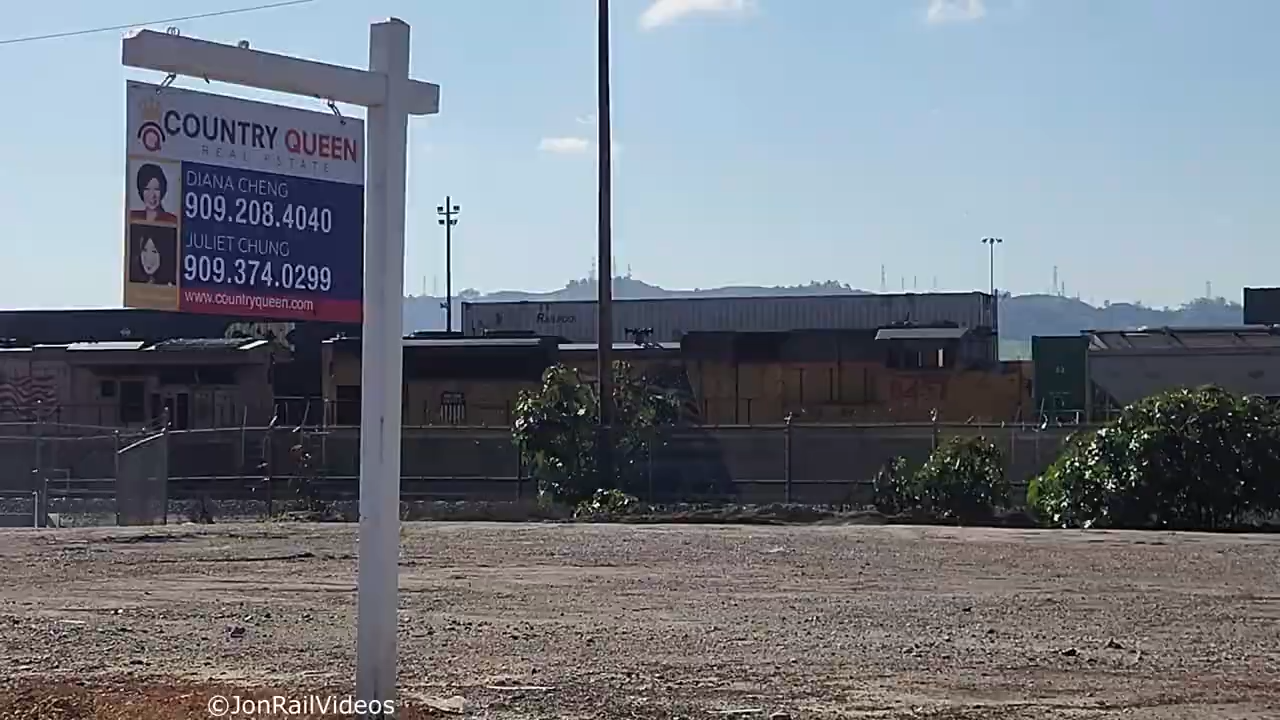 COUNTRY QUEEN
REAL ESTATE
DIANA CHENG
909.208.4040
JULIET CHUNG
909.374.0299
www.countryqueen.com
©JonRailVideos